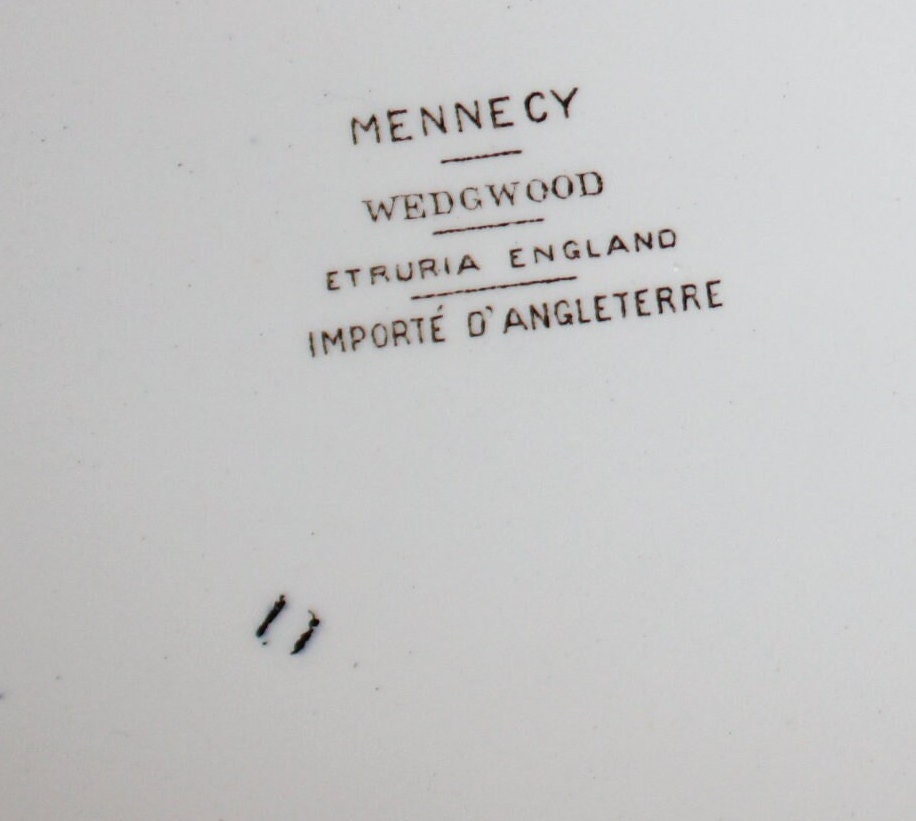 MENNECY
WEDGWOOD
ETRURIA ENGLAND
IMPORTÉ D'ANGLETERRE